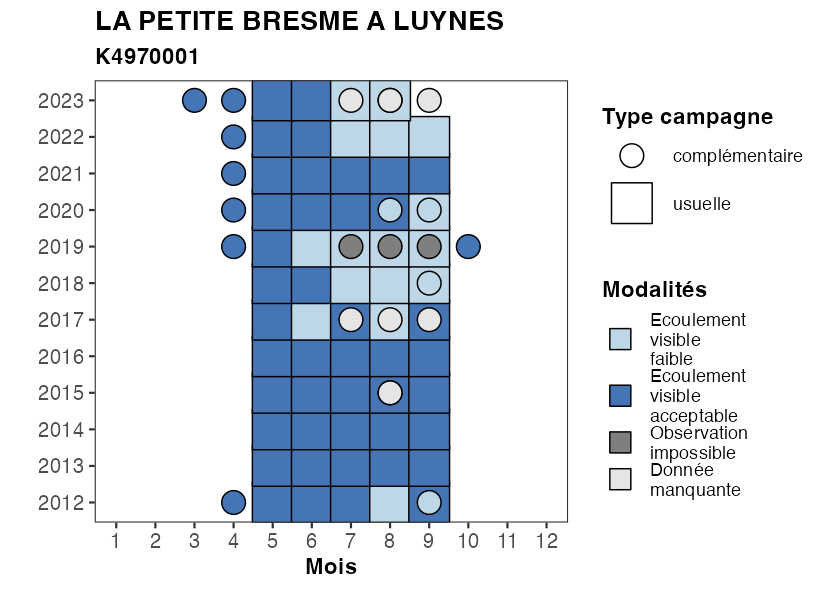 LA PETITE BRESME A LUYNES
K4970001
2023
2022
2021
2020
2019
2018
2017
2016
2015
2014
2013
2012
1 2 3 4 5 6 7 8 9 10 11 12
Mois
Type campagne
complémentaire
usuelle
Modalités
Ecoulement
visible
faible
Ecoulement
visible
acceptable
Observation
impossible
Donnée
manquante